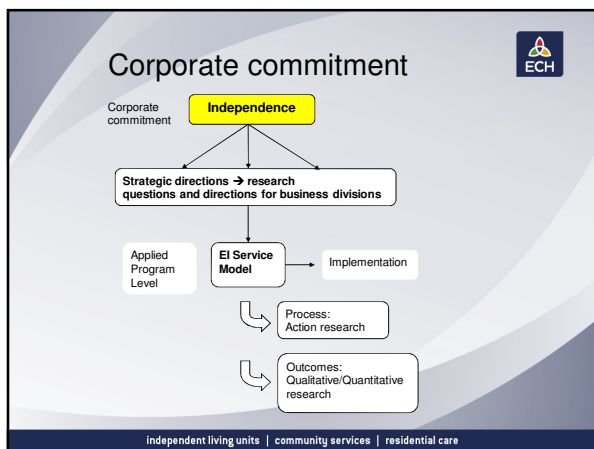 Corporate commitment
ECH
Corporate
commitment
Independence
Strategic directions → research
questions and directions for business divisions
Applied
Program
Level
EI Service
Model
Implementation
Process:
Action research
Outcomes:
Qualitative/Quantitative
research
independent living units | community services | residential care